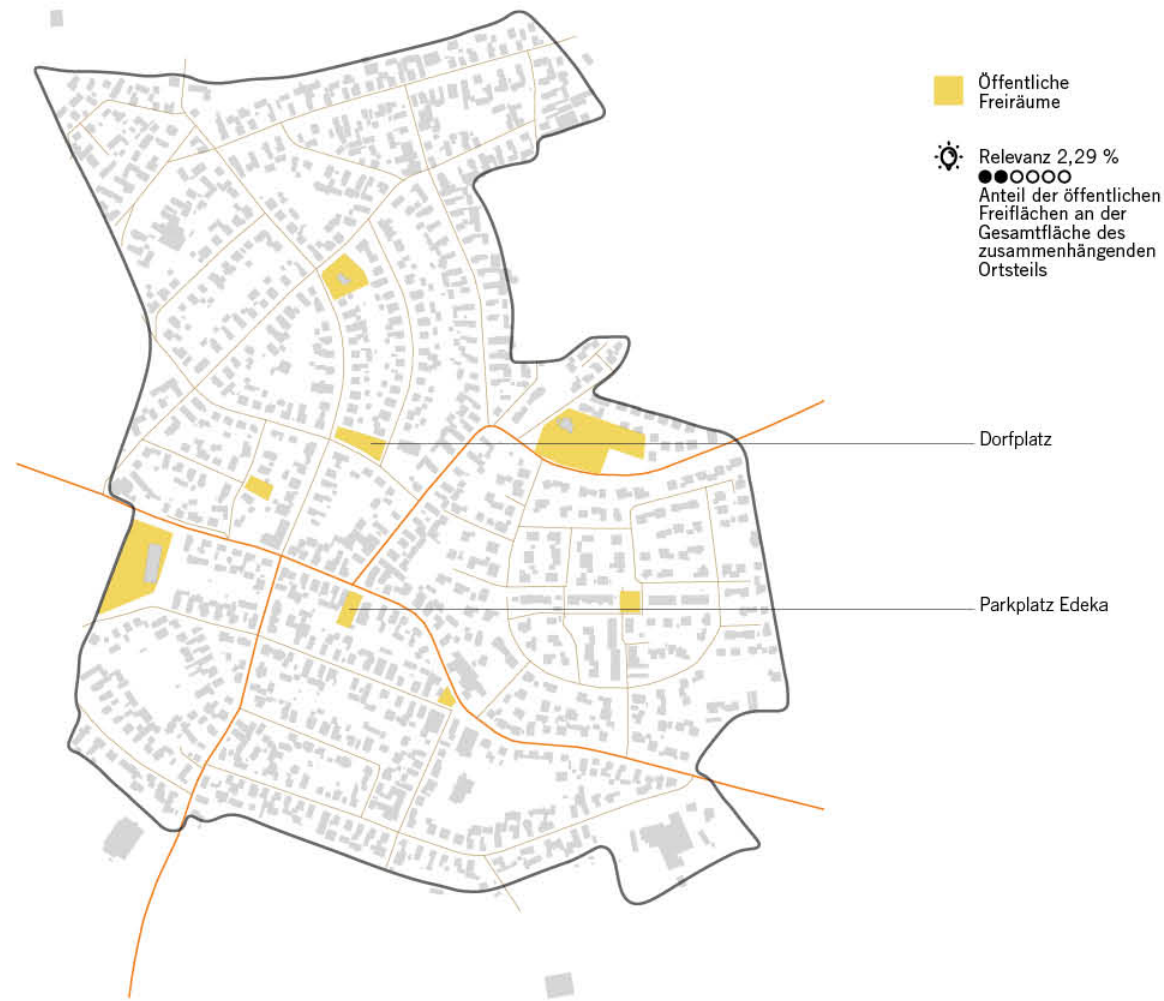 Öffentliche
Freiräume
Relevanz 2,29 %
Anteil der öffentlichen
Freiflächen an der
Gesamtfläche des
zusammenhängenden
Ortsteils
Dorfplatz
Parkplatz Edeka